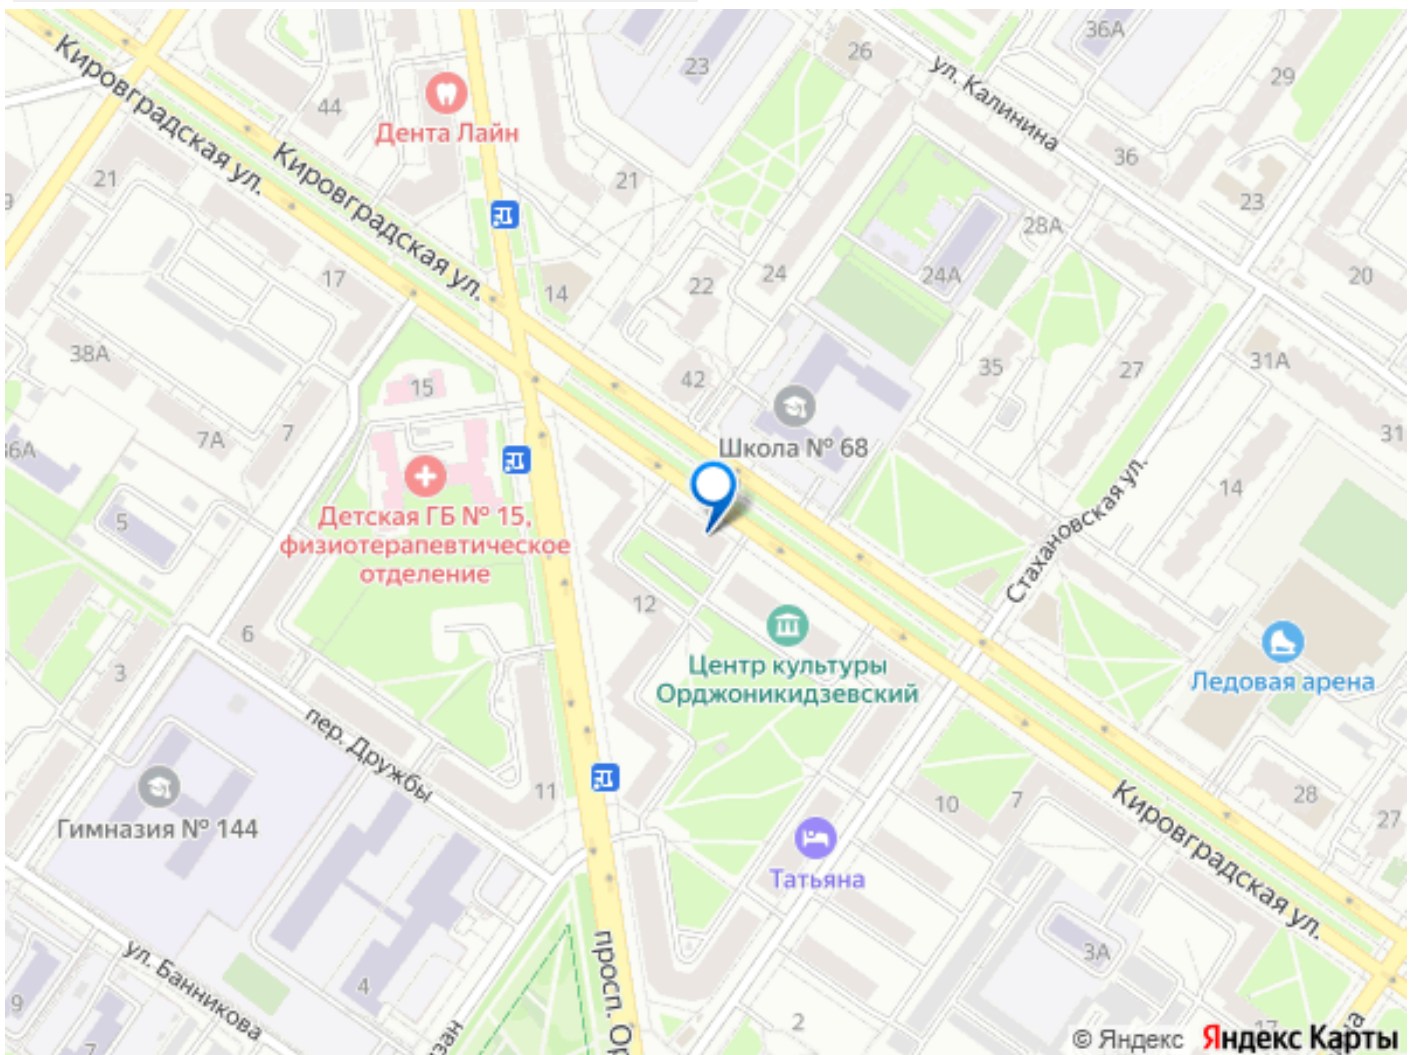 36А
26
23
ул. Калинина
29
Кировградская ул.
44
Дента Лайн
Кировградская ул.
36
21
21
23
28А
24
24А
20
17
22
14
38А
35
27
31А
15
42
7А
7
Школа № 68
31
36А
14
5
Детская ГБ № 15,
физиотерапевтическое
отделение
Стахановская ул.
12
6
Центр культуры
Орджоникидзевский
3
Ледовая арена
пер. Дружбы
11
10
7
28
27
Гимназия № 144
Кировградская ул.
Татьяна
ул. Банникова
просп. Ор
3А
4
9
2
17
7
© Яндекс Яндекс Карты